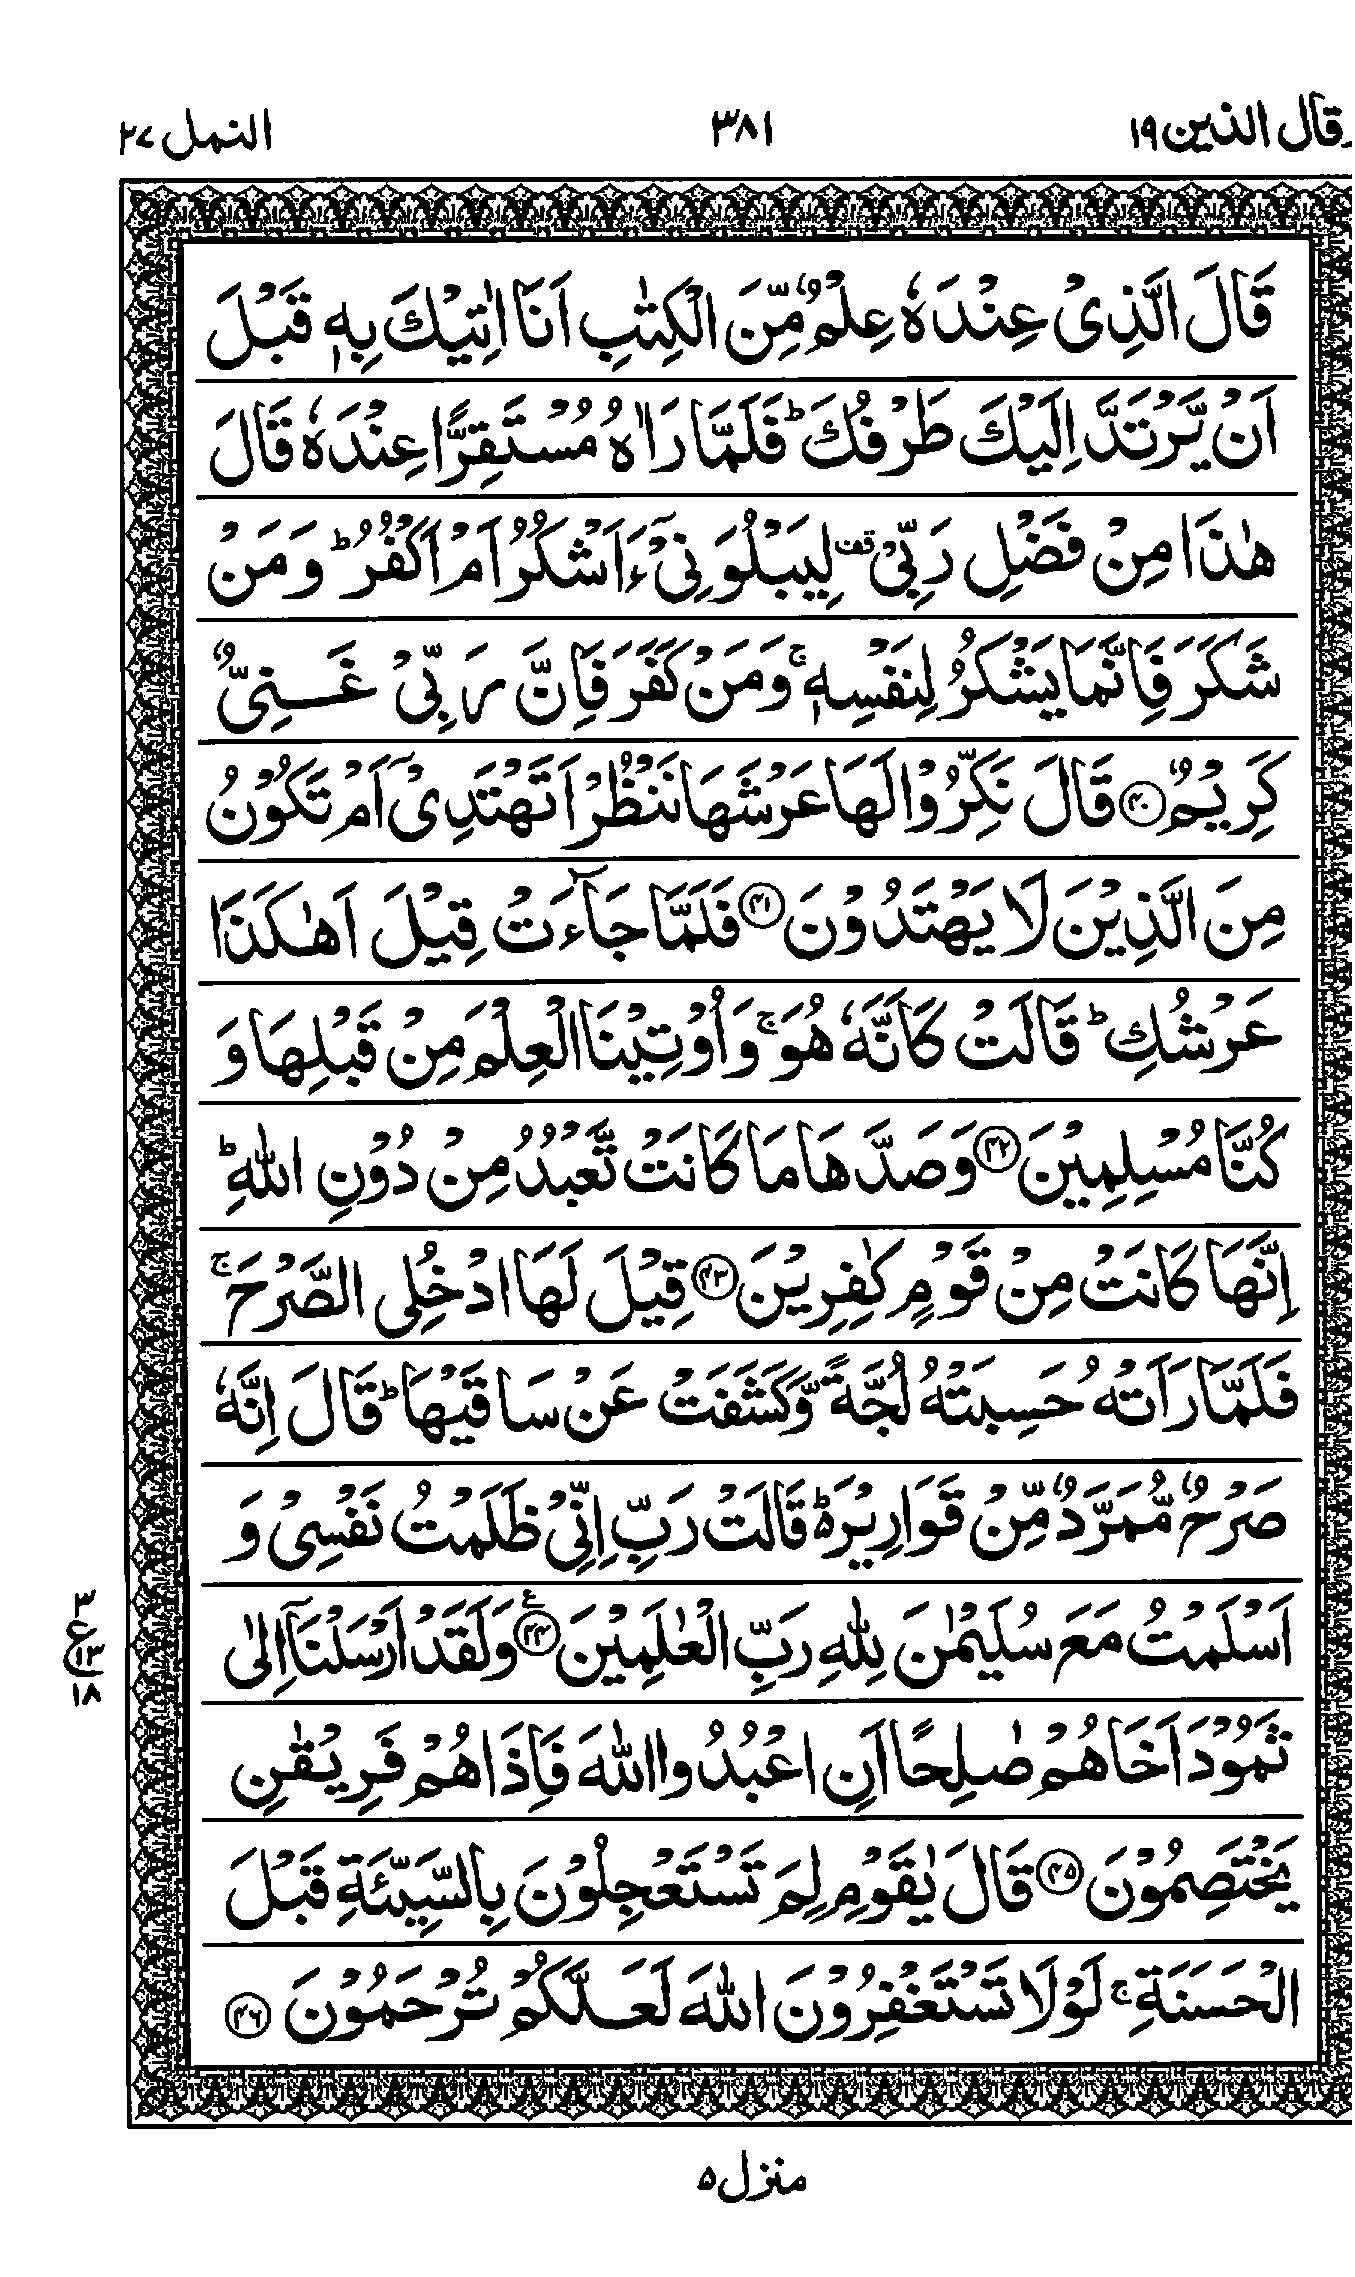 وقال الذين ١٩ ٣٨١ النمل ٢٧
قَالَ الَّذِىْ عِنْدَهٗ عِلْمٌ مِّنَ الْكِتٰبِ اَنَا اٰتِيْكَ بِهٖ قَبْلَ
اَنْ يَّرْتَدَّ اِلَيْكَ طَرْفُكَ ؕ فَلَمَّا رَاٰهُ مُسْتَقِرًّا عِنْدَهٗ قَالَ
هٰذَا مِنْ فَضْلِ رَبِّىْ ۖ لِيَبْلُوَنِىْٓ ءَاَشْكُرُ اَمْ اَكْفُرُ ؕ وَمَنْ
شَكَرَ فَاِنَّمَا يَشْكُرُ لِنَفْسِهٖ ۚ وَمَنْ كَفَرَ فَاِنَّ رَبِّىْ غَنِىٌّ
كَرِيْمٌ ﴿۴۰﴾ قَالَ نَكِّرُوْا لَهَا عَرْشَهَا نَنْظُرْ اَتَهْتَدِىْٓ اَمْ تَكُوْنُ
مِنَ الَّذِيْنَ لَا يَهْتَدُوْنَ ﴿۴۱﴾ فَلَمَّا جَآءَتْ قِيْلَ اَهٰكَذَا
عَرْشُكِ ؕ قَالَتْ كَاَنَّهٗ هُوَ ۚ وَاُوْتِيْنَا الْعِلْمَ مِنْ قَبْلِهَا وَ
كُنَّا مُسْلِمِيْنَ ﴿۴۲﴾ وَصَدَّهَا مَا كَانَتْ تَّعْبُدُ مِنْ دُوْنِ اللّٰهِ ؕ
اِنَّهَا كَانَتْ مِنْ قَوْمٍ كٰفِرِيْنَ ﴿۴۳﴾ قِيْلَ لَهَا ادْخُلِى الصَّرْحَ ۚ
فَلَمَّا رَاَتْهُ حَسِبَتْهُ لُجَّةً وَّكَشَفَتْ عَنْ سَاقَيْهَا ؕ قَالَ اِنَّهٗ
صَرْحٌ مُّمَرَّدٌ مِّنْ قَوَارِيْرَ ۬ؕ قَالَتْ رَبِّ اِنِّىْ ظَلَمْتُ نَفْسِىْ وَ
اَسْلَمْتُ مَعَ سُلَيْمٰنَ لِلّٰهِ رَبِّ الْعٰلَمِيْنَ ﴿۴۴﴾ وَلَقَدْ اَرْسَلْنَآ اِلٰى
ثَمُوْدَ اَخَاهُمْ صٰلِحًا اَنِ اعْبُدُوا اللّٰهَ فَاِذَا هُمْ فَرِيْقٰنِ
يَخْتَصِمُوْنَ ﴿۴۵﴾ قَالَ يٰقَوْمِ لِمَ تَسْتَعْجِلُوْنَ بِالسَّيِّئَةِ قَبْلَ
الْحَسَنَةِ ۚ لَوْلَا تَسْتَغْفِرُوْنَ اللّٰهَ لَعَلَّكُمْ تُرْحَمُوْنَ ﴿۴۶﴾
٣
ع
١٣
١٨
منزل ۵